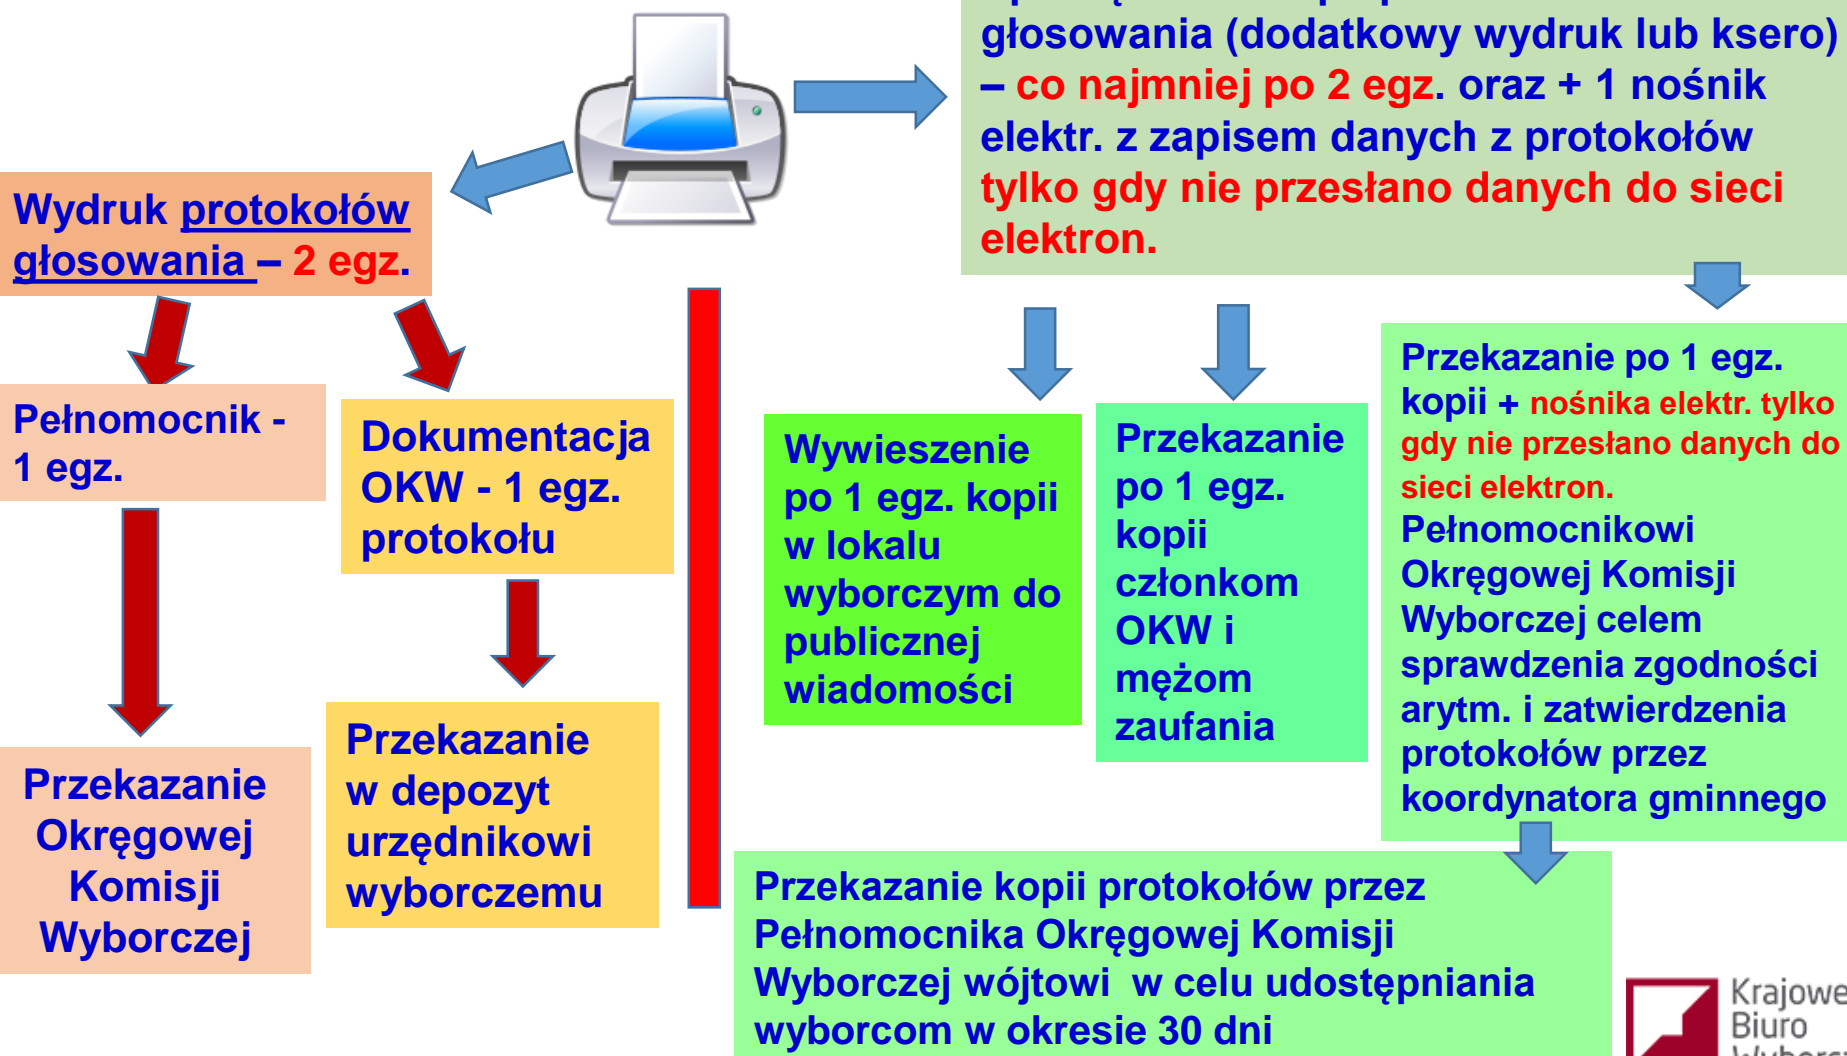 głosowania (dodatkowy wydruk lub ksero)
– co najmniej po 2 egz. oraz + 1 nośnik
elektr. z zapisem danych z protokołów
tylko gdy nie przesłano danych do sieci
elektron.
Wydruk protokołów
głosowania – 2 egz.
Pełnomocnik -
1 egz.
Dokumentacja
OKW - 1 egz.
protokołu
Przekazanie
Okręgowej
Komisji
Wyborczej
Przekazanie
w depozyt
urzędnikowi
wyborczemu
Wywieszenie
po 1 egz. kopii
w lokalu
wyborczym do
publicznej
wiadomości
Przekazanie
po 1 egz.
kopii
członkom
OKW i
mężom
zaufania
Przekazanie po 1 egz.
kopii + nośnika elektr. tylko
gdy nie przesłano danych do
sieci elektron.
Pełnomocnikowi
Okręgowej Komisji
Wyborczej celem
sprawdzenia zgodności
arytm. i zatwierdzenia
protokołów przez
koordynatora gminnego
Przekazanie kopii protokołów przez
Pełnomocnika Okręgowej Komisji
Wyborczej wójtowi w celu udostępniania
wyborcom w okresie 30 dni
Krajowe
Biuro